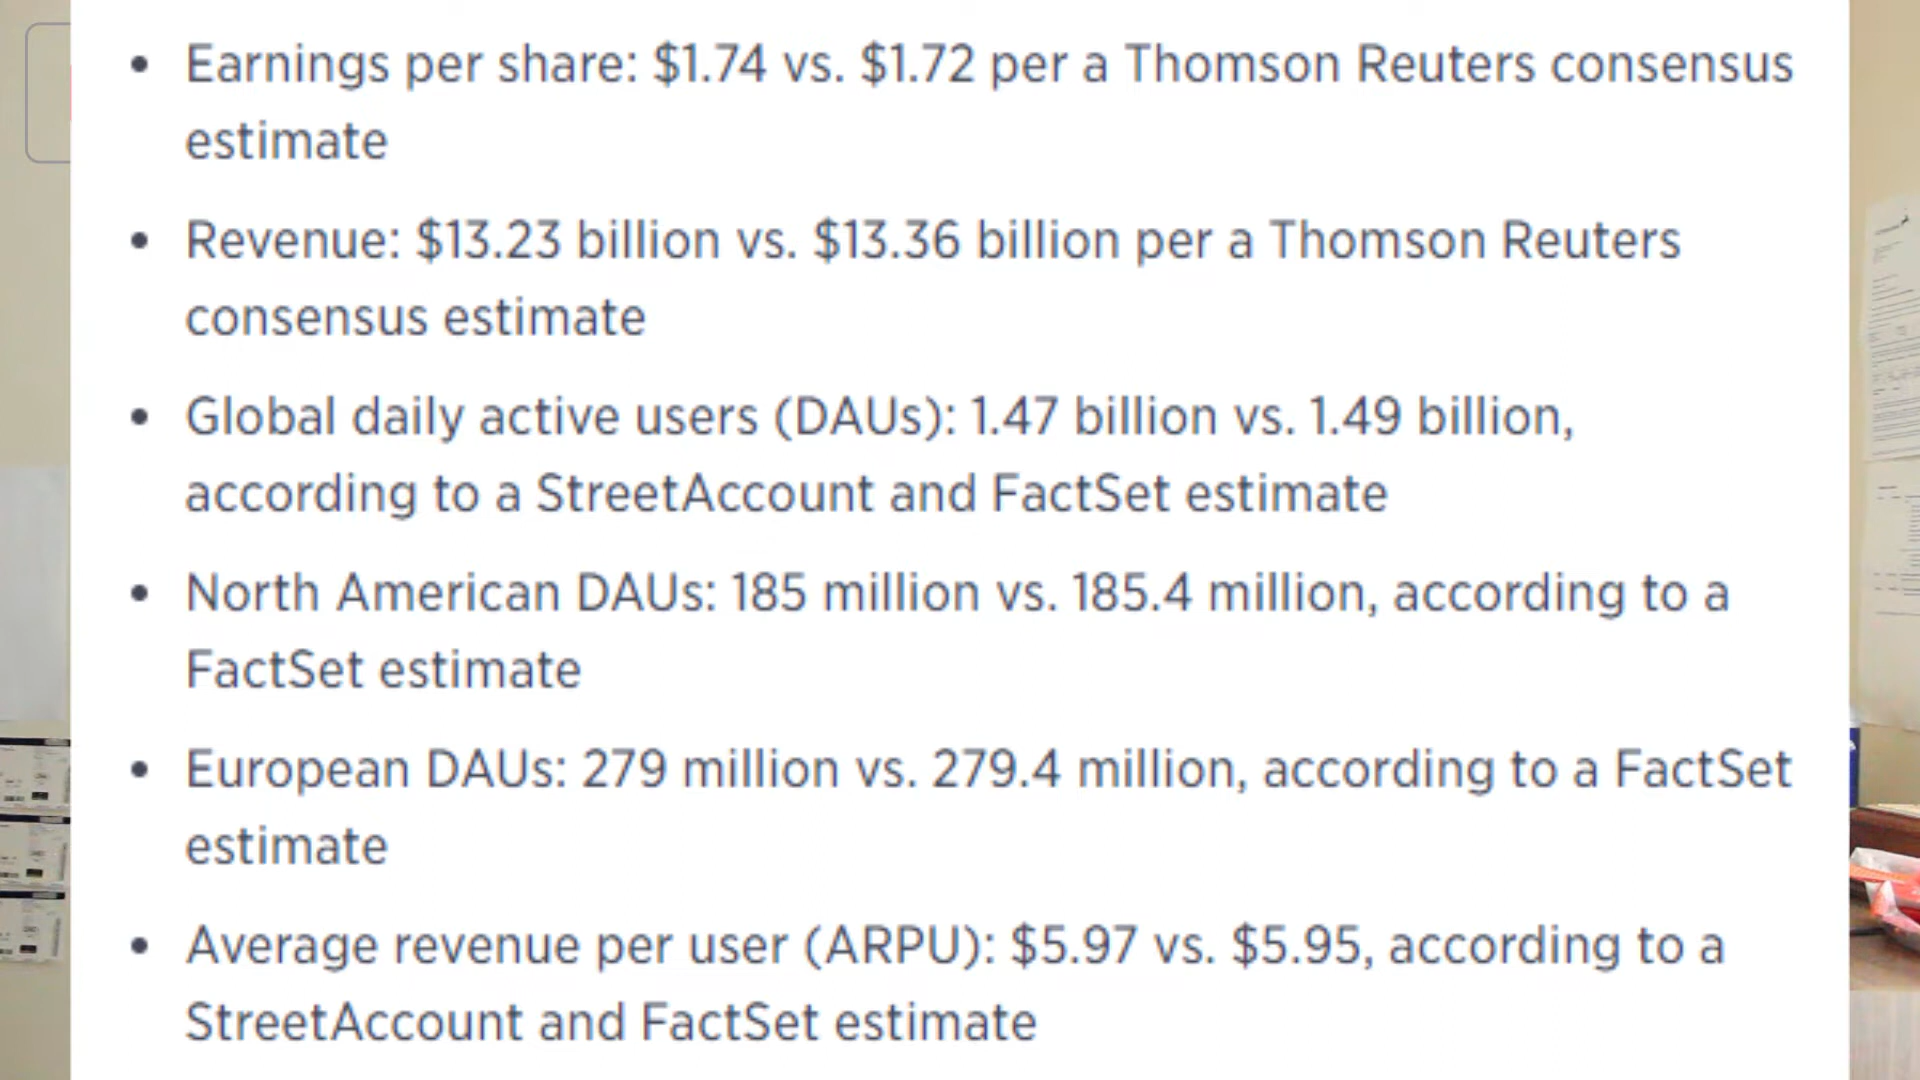 • Earnings per share: $1.74 vs. $1.72 per a Thomson Reuters consensus
estimate
• Revenue: $13.23 billion vs. $13.36 billion per a Thomson Reuters
consensus estimate
• Global daily active users (DAUs): 1.47 billion vs. 1.49 billion,
according to a StreetAccount and FactSet estimate
• North American DAUs: 185 million vs. 185.4 million, according to a
FactSet estimate
• European DAUs: 279 million vs. 279.4 million, according to a FactSet
estimate
• Average revenue per user (ARPU): $5.97 vs. $5.95, according to a
StreetAccount and FactSet estimate